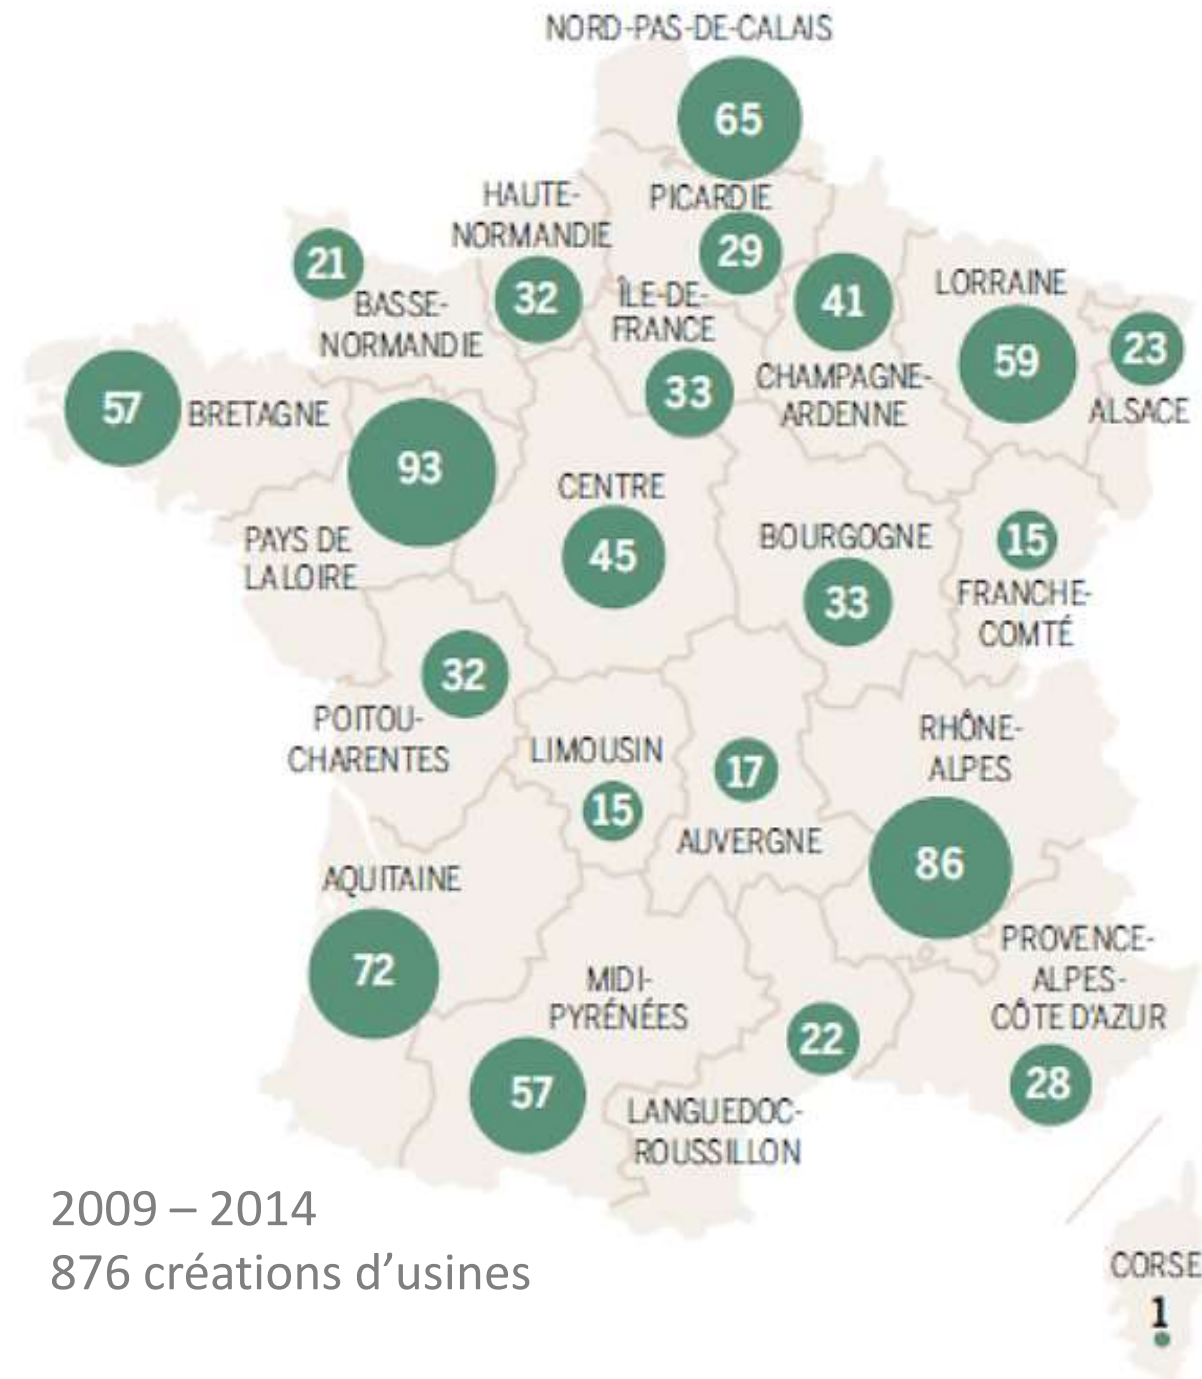 NORD-PAS-DE-CALAIS
65
HAUTE-
NORMANDIE
32
PICARDIE
29
21
BASSE-
NORMANDIE
ÎLE-DE-
FRANCE
33
41
CHAMPAGNE-
ARDENNE
LORRAINE
59
23
ALSACE
57
BRETAGNE
93
PAYS DE
LA LOIRE
CENTRE
45
BOURGOGNE
33
15
FRANCHE-
COMTÉ
32
POITOU-
CHARENTES
LIMOUSIN
15
17
AUVERGNE
RHÔNE-
ALPES
86
AQUITAINE
72
MIDI-
PYRÉNÉES
57
22
LANGUEDOC-
ROUSSILLON
PROVENCE-
ALPES-
CÔTE D'AZUR
28
2009 – 2014
876 créations d’usines
CORSE
1